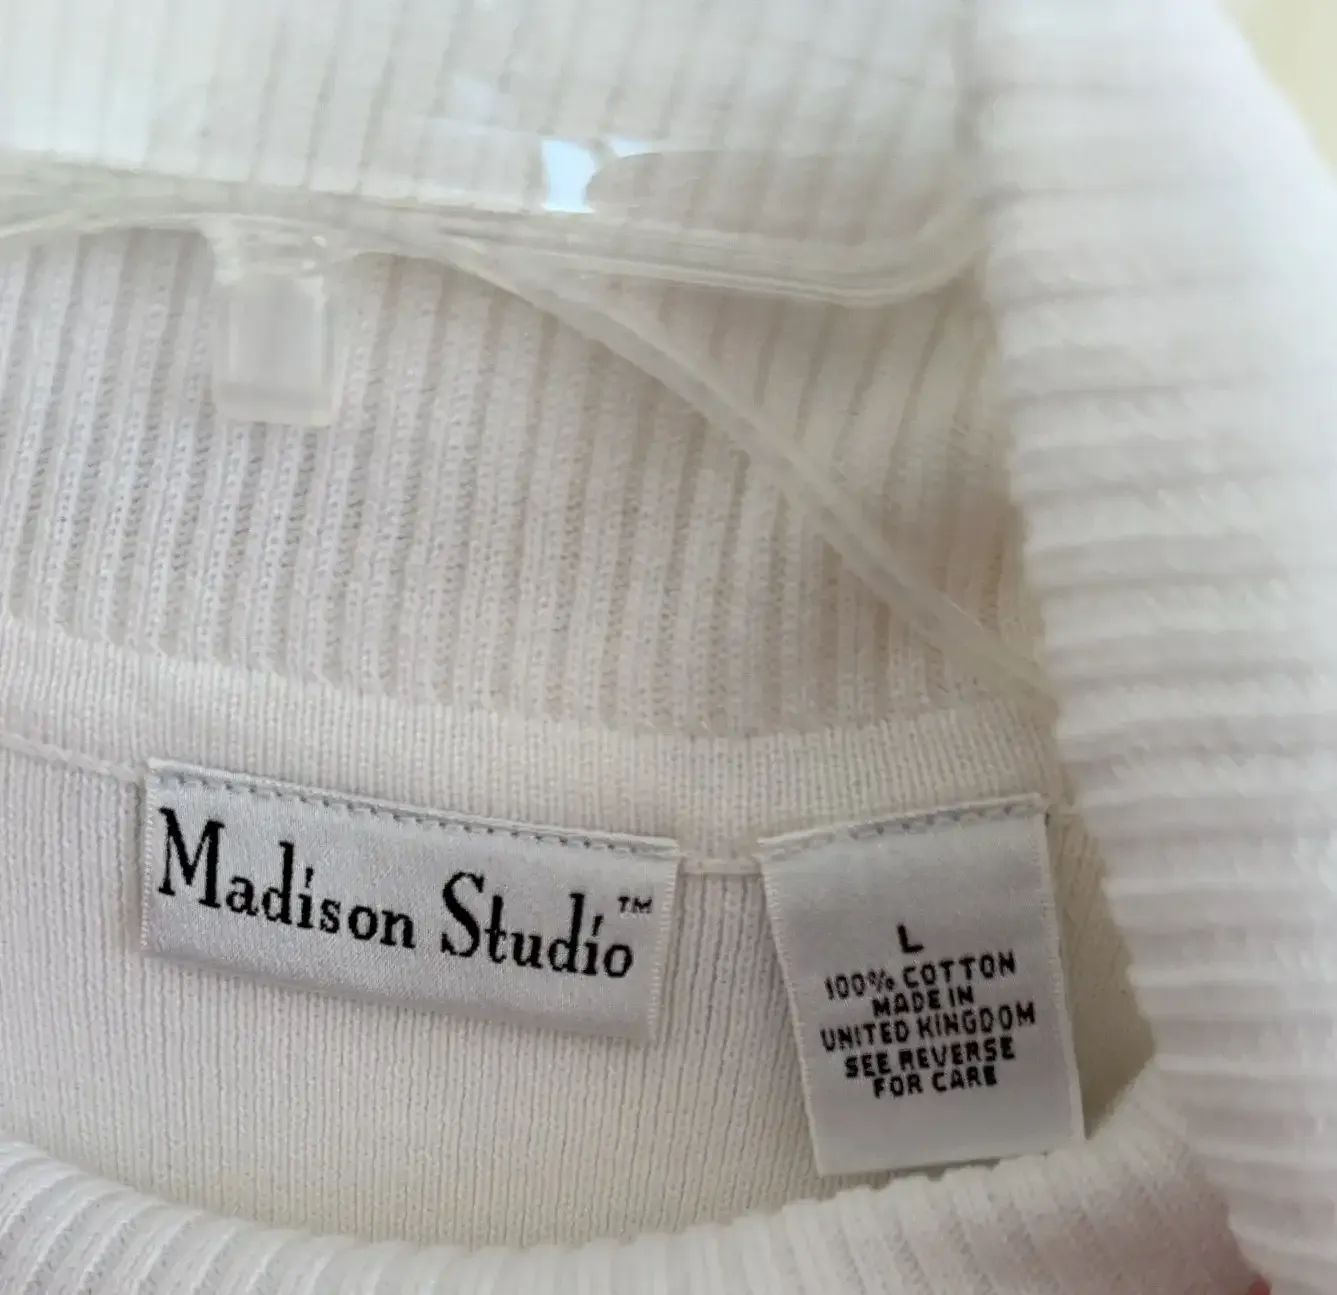 Madison Studio™
L
100% COTTON
MADE IN
UNITED KINGDOM
SEE REVERSE
FOR CARE